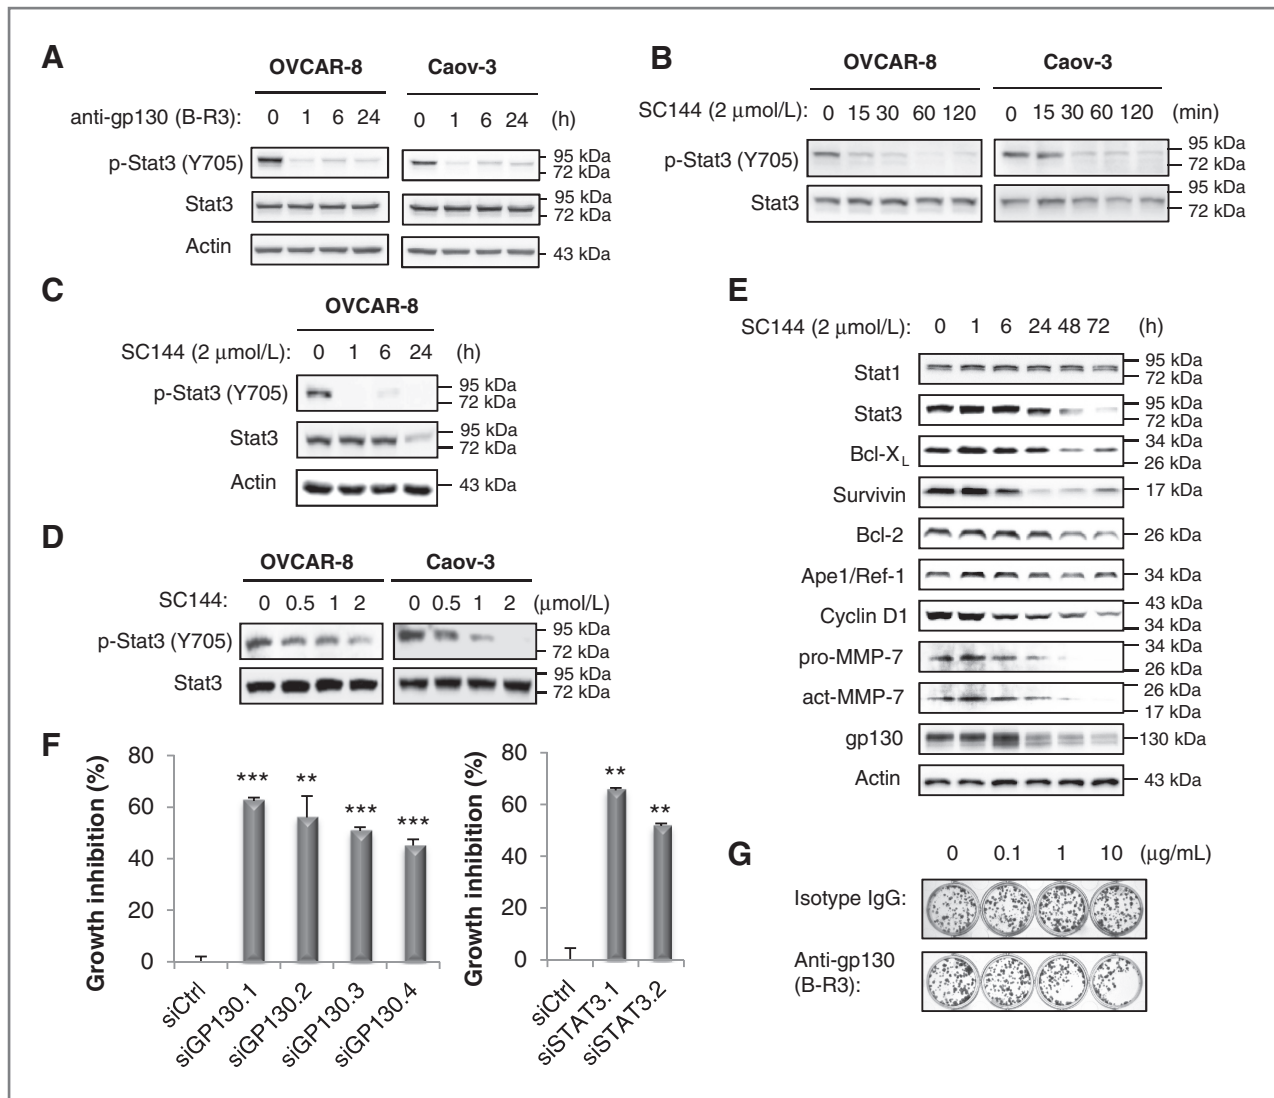 A
OVCAR-8 Caov-3
anti-gp130 (B-R3): 0 1 6 24 0 1 6 24 (h)
p-Stat3 (Y705) 95 kDa
72 kDa
Stat3 95 kDa
72 kDa
Actin 43 kDa
B
OVCAR-8 Caov-3
SC144 (2 μmol/L): 0 15 30 60 120 0 15 30 60 120 (min)
p-Stat3 (Y705) 95 kDa
72 kDa
Stat3 95 kDa
72 kDa
C
OVCAR-8
SC144 (2 μmol/L): 0 1 6 24 (h)
p-Stat3 (Y705) 95 kDa
72 kDa
Stat3 95 kDa
72 kDa
Actin 43 kDa
D
OVCAR-8 Caov-3
SC144: 0 0.5 1 2 0 0.5 1 2 (μmol/L)
p-Stat3 (Y705) 95 kDa
72 kDa
Stat3 95 kDa
72 kDa
E
SC144 (2 μmol/L): 0 1 6 24 48 72 (h)
Stat1 95 kDa
72 kDa
Stat3 95 kDa
72 kDa
Bcl-XL 34 kDa
26 kDa
Survivin 17 kDa
Bcl-2 26 kDa
Ape1/Ref-1 34 kDa
Cyclin D1 43 kDa
34 kDa
pro-MMP-7 34 kDa
26 kDa
act-MMP-7 26 kDa
17 kDa
gp130 130 kDa
Actin 43 kDa
F
Growth inhibition (%)
80
60
40
20
0
*** ** *** ***
siCtrl siGP130.1 siGP130.2 siGP130.3 siGP130.4
Growth inhibition (%)
80
60
40
20
0
** **
siCtrl siSTAT3.1 siSTAT3.2
G
0 0.1 1 10 (μg/mL)
Isotype IgG:
Anti-gp130
(B-R3):